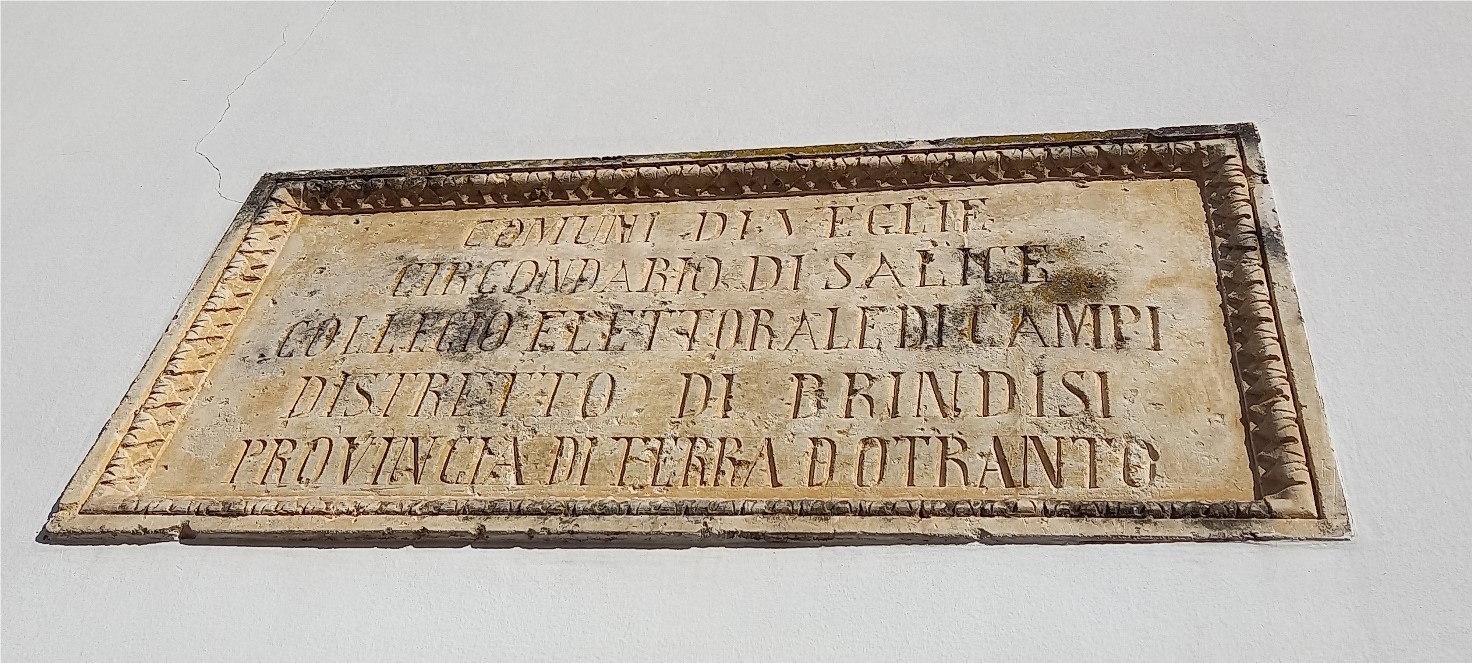 COMUNI DI VEGLIE
CIRCONDARIO DI SALICE
COLLEGIO ELETTORALE DI CAMPI
DISTRETTO DI BRINDISI
PROVINCIA DI TERRA D OTRANTO